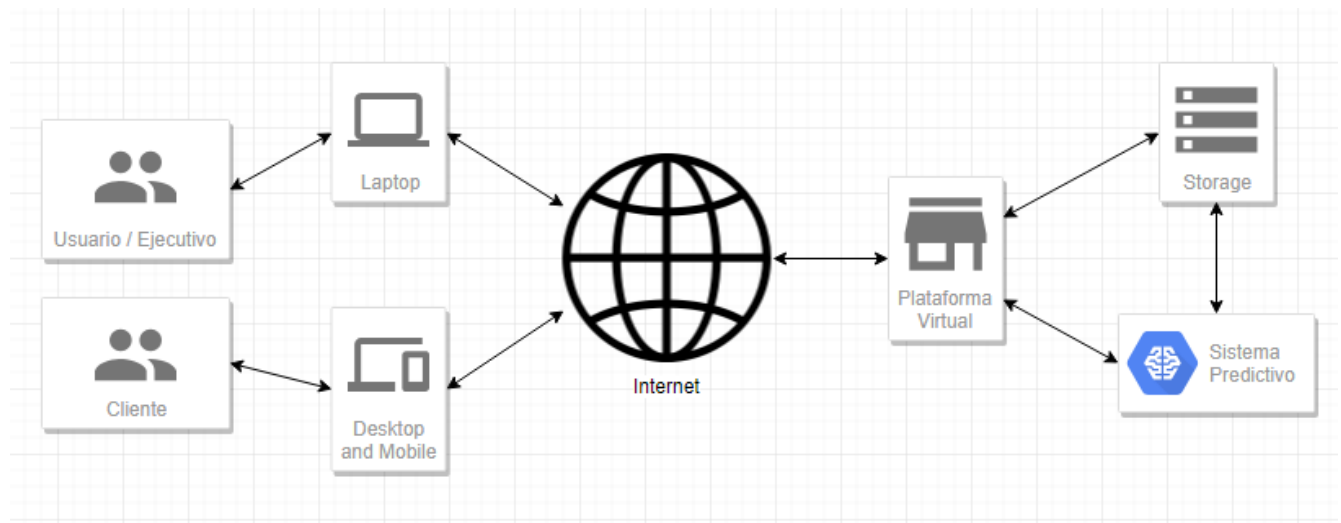 Usuario / Ejecutivo
Laptop
Cliente
Desktop
and Mobile
Internet
Plataforma
Virtual
Storage
Sistema
Predictivo